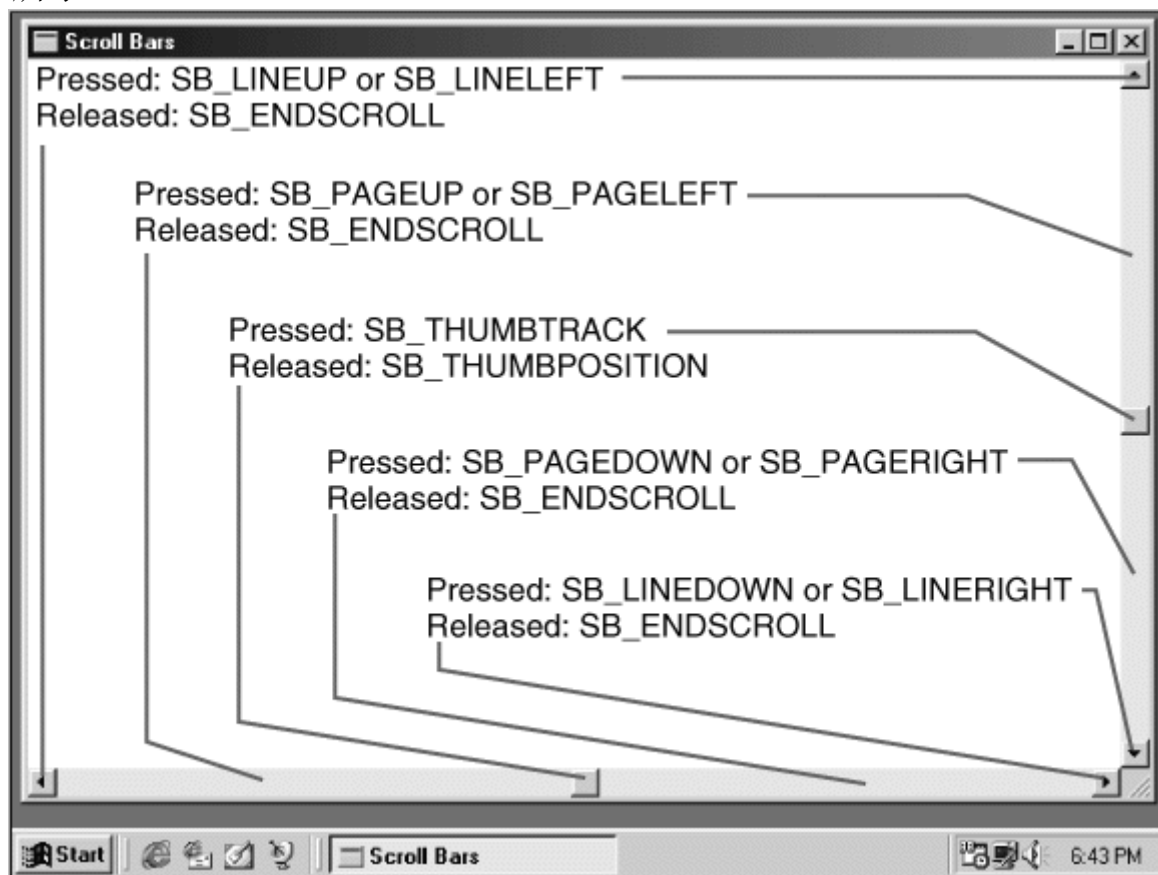 Scroll Bars
Pressed: SB_LINEUP or SB_LINELEFT
Released: SB_ENDSCROLL
Pressed: SB_PAGEUP or SB_PAGELEFT
Released: SB_ENDSCROLL
Pressed: SB_THUMBTRACK
Released: SB_THUMBPOSITION
Pressed: SB_PAGEDOWN or SB_PAGERIGHT
Released: SB_ENDSCROLL
Pressed: SB_LINEDOWN or SB_LINERIGHT
Released: SB_ENDSCROLL
Start Scroll Bars 6:43 PM